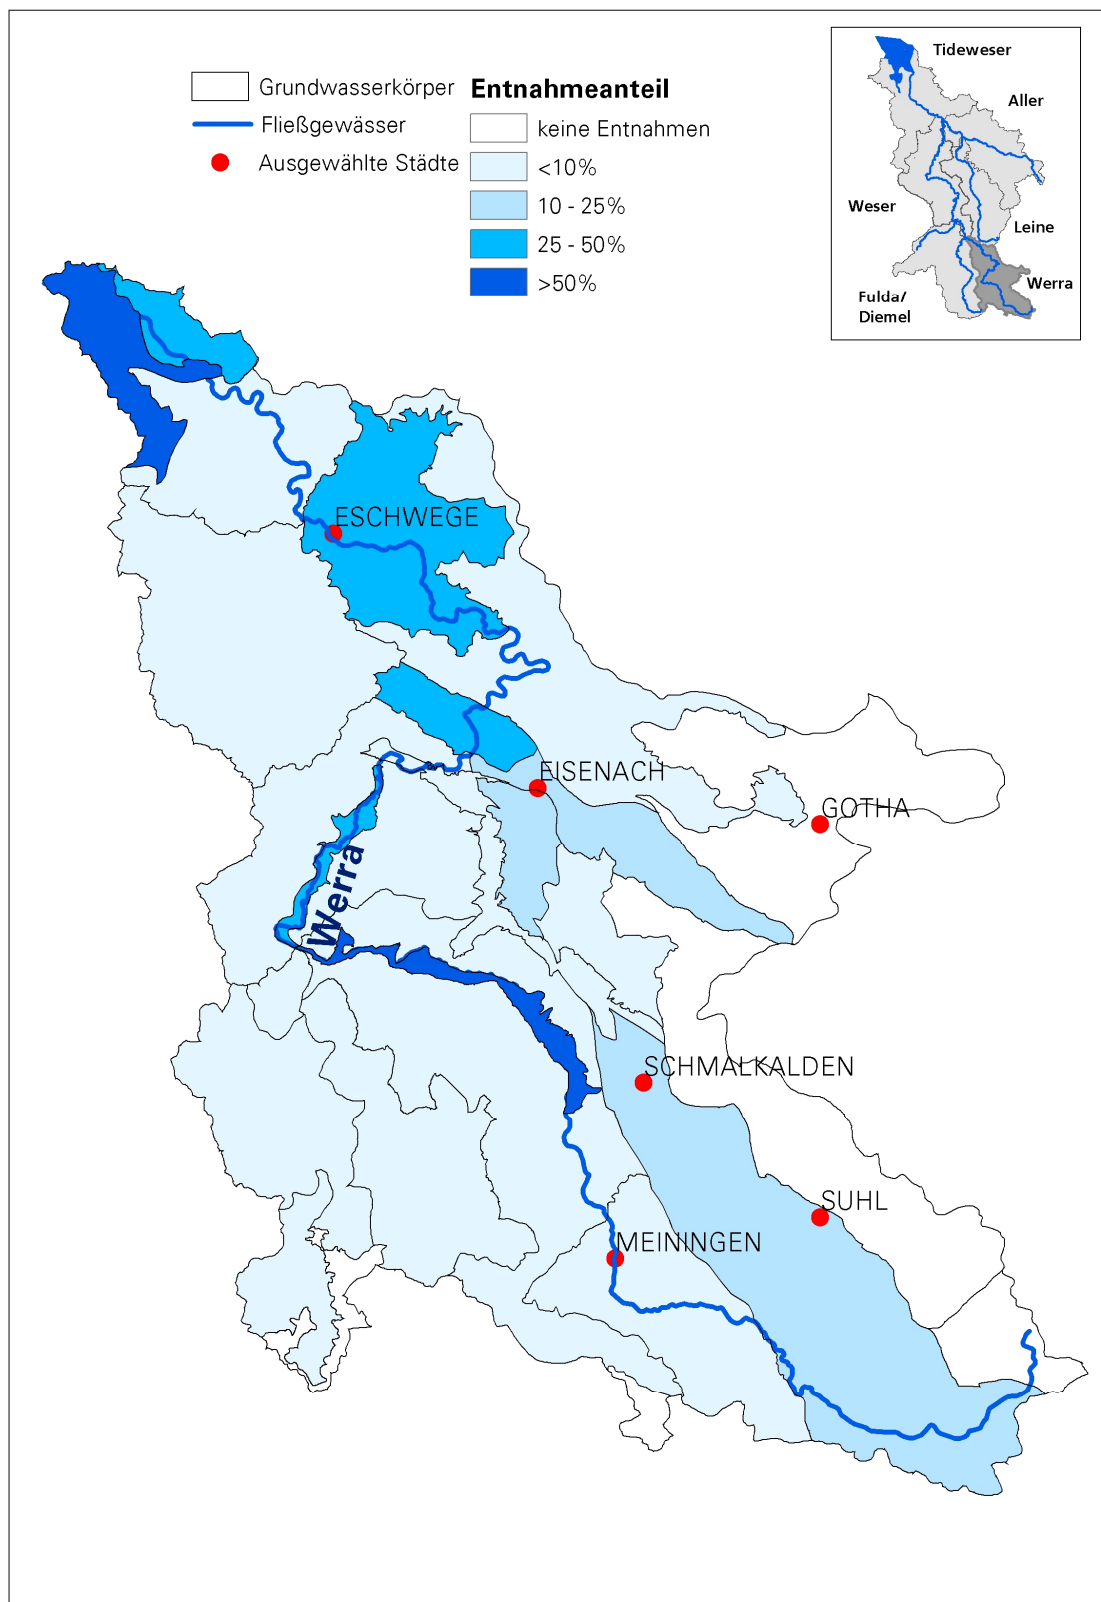 Grundwasserkörper
Fließgewässer
Ausgewählte Städte
Entnahmeanteil
keine Entnahmen
<10%
10 - 25%
25 - 50%
>50%
Tideweser
Aller
Weser
Leine
Werra
Fulda/
Diemel
ESCHWEGE
EISENACH
GOTHA
Werra
SCHMALKALDEN
SUHL
MEININGEN